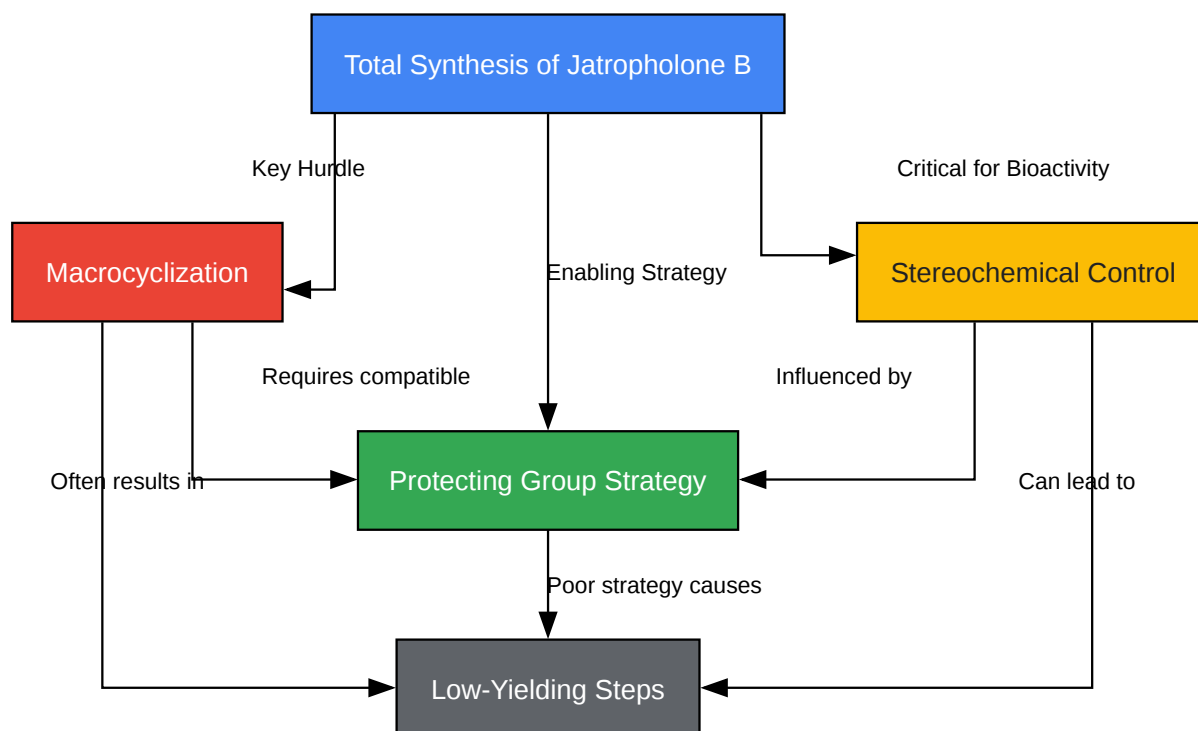 Total Synthesis of Jatropholone B
Key Hurdle
Critical for Bioactivity
Macrocyclization
Enabling Strategy
Stereochemical Control
Requires compatible
Influenced by
Often results in
Protecting Group Strategy
Can lead to
Poor strategy causes
Low-Yielding Steps